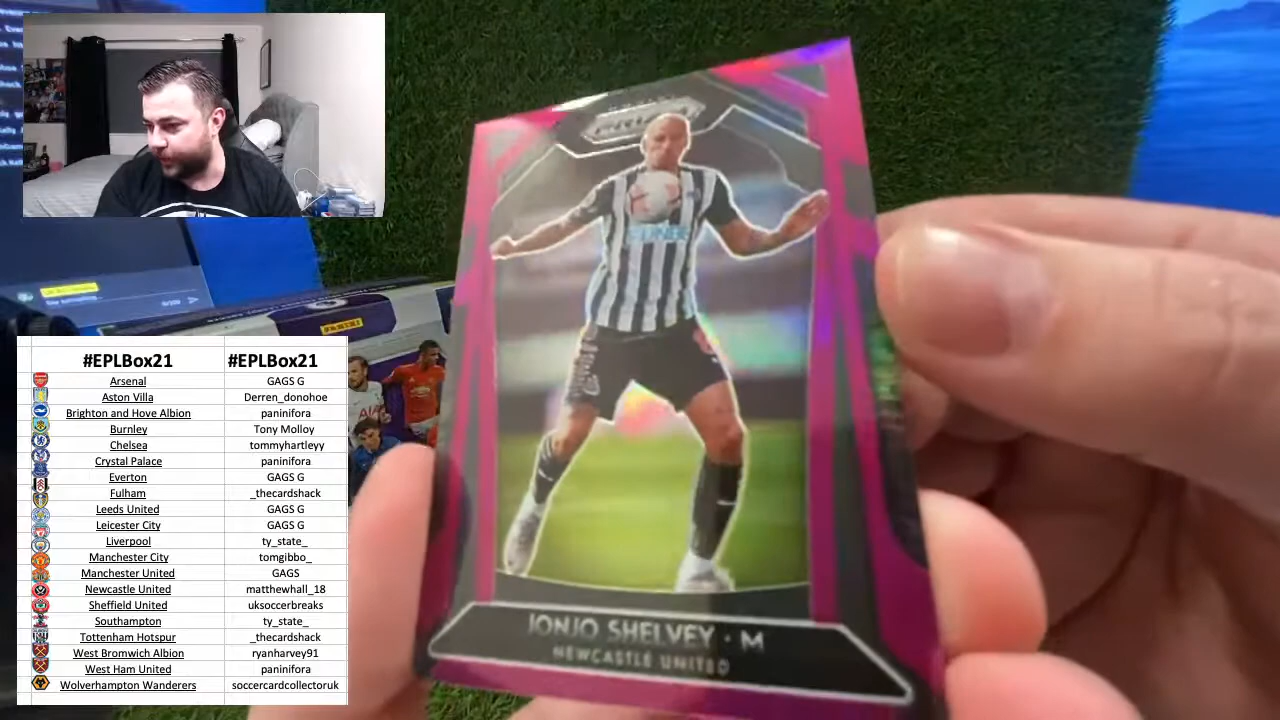 PRIZM
FUN88
JONJO SHELVEY · M
NEWCASTLE UNITED
#EPLBox21 #EPLBox21
Arsenal GAGS G
Aston Villa Derren_donohoe
Brighton and Hove Albion paninifora
Burnley Tony Molloy
Chelsea tommyhartleyy
Crystal Palace paninifora
Everton GAGS G
Fulham _thecardshack
Leeds United GAGS G
Leicester City GAGS G
Liverpool ty_state_
Manchester City tomgibbo_
Manchester United GAGS
Newcastle United matthewhall_18
Sheffield United uksoccerbreaks
Southampton ty_state_
Tottenham Hotspur _thecardshack
West Bromwich Albion ryanharvey91
West Ham United paninifora
Wolverhampton Wanderers soccercardcollectoruk